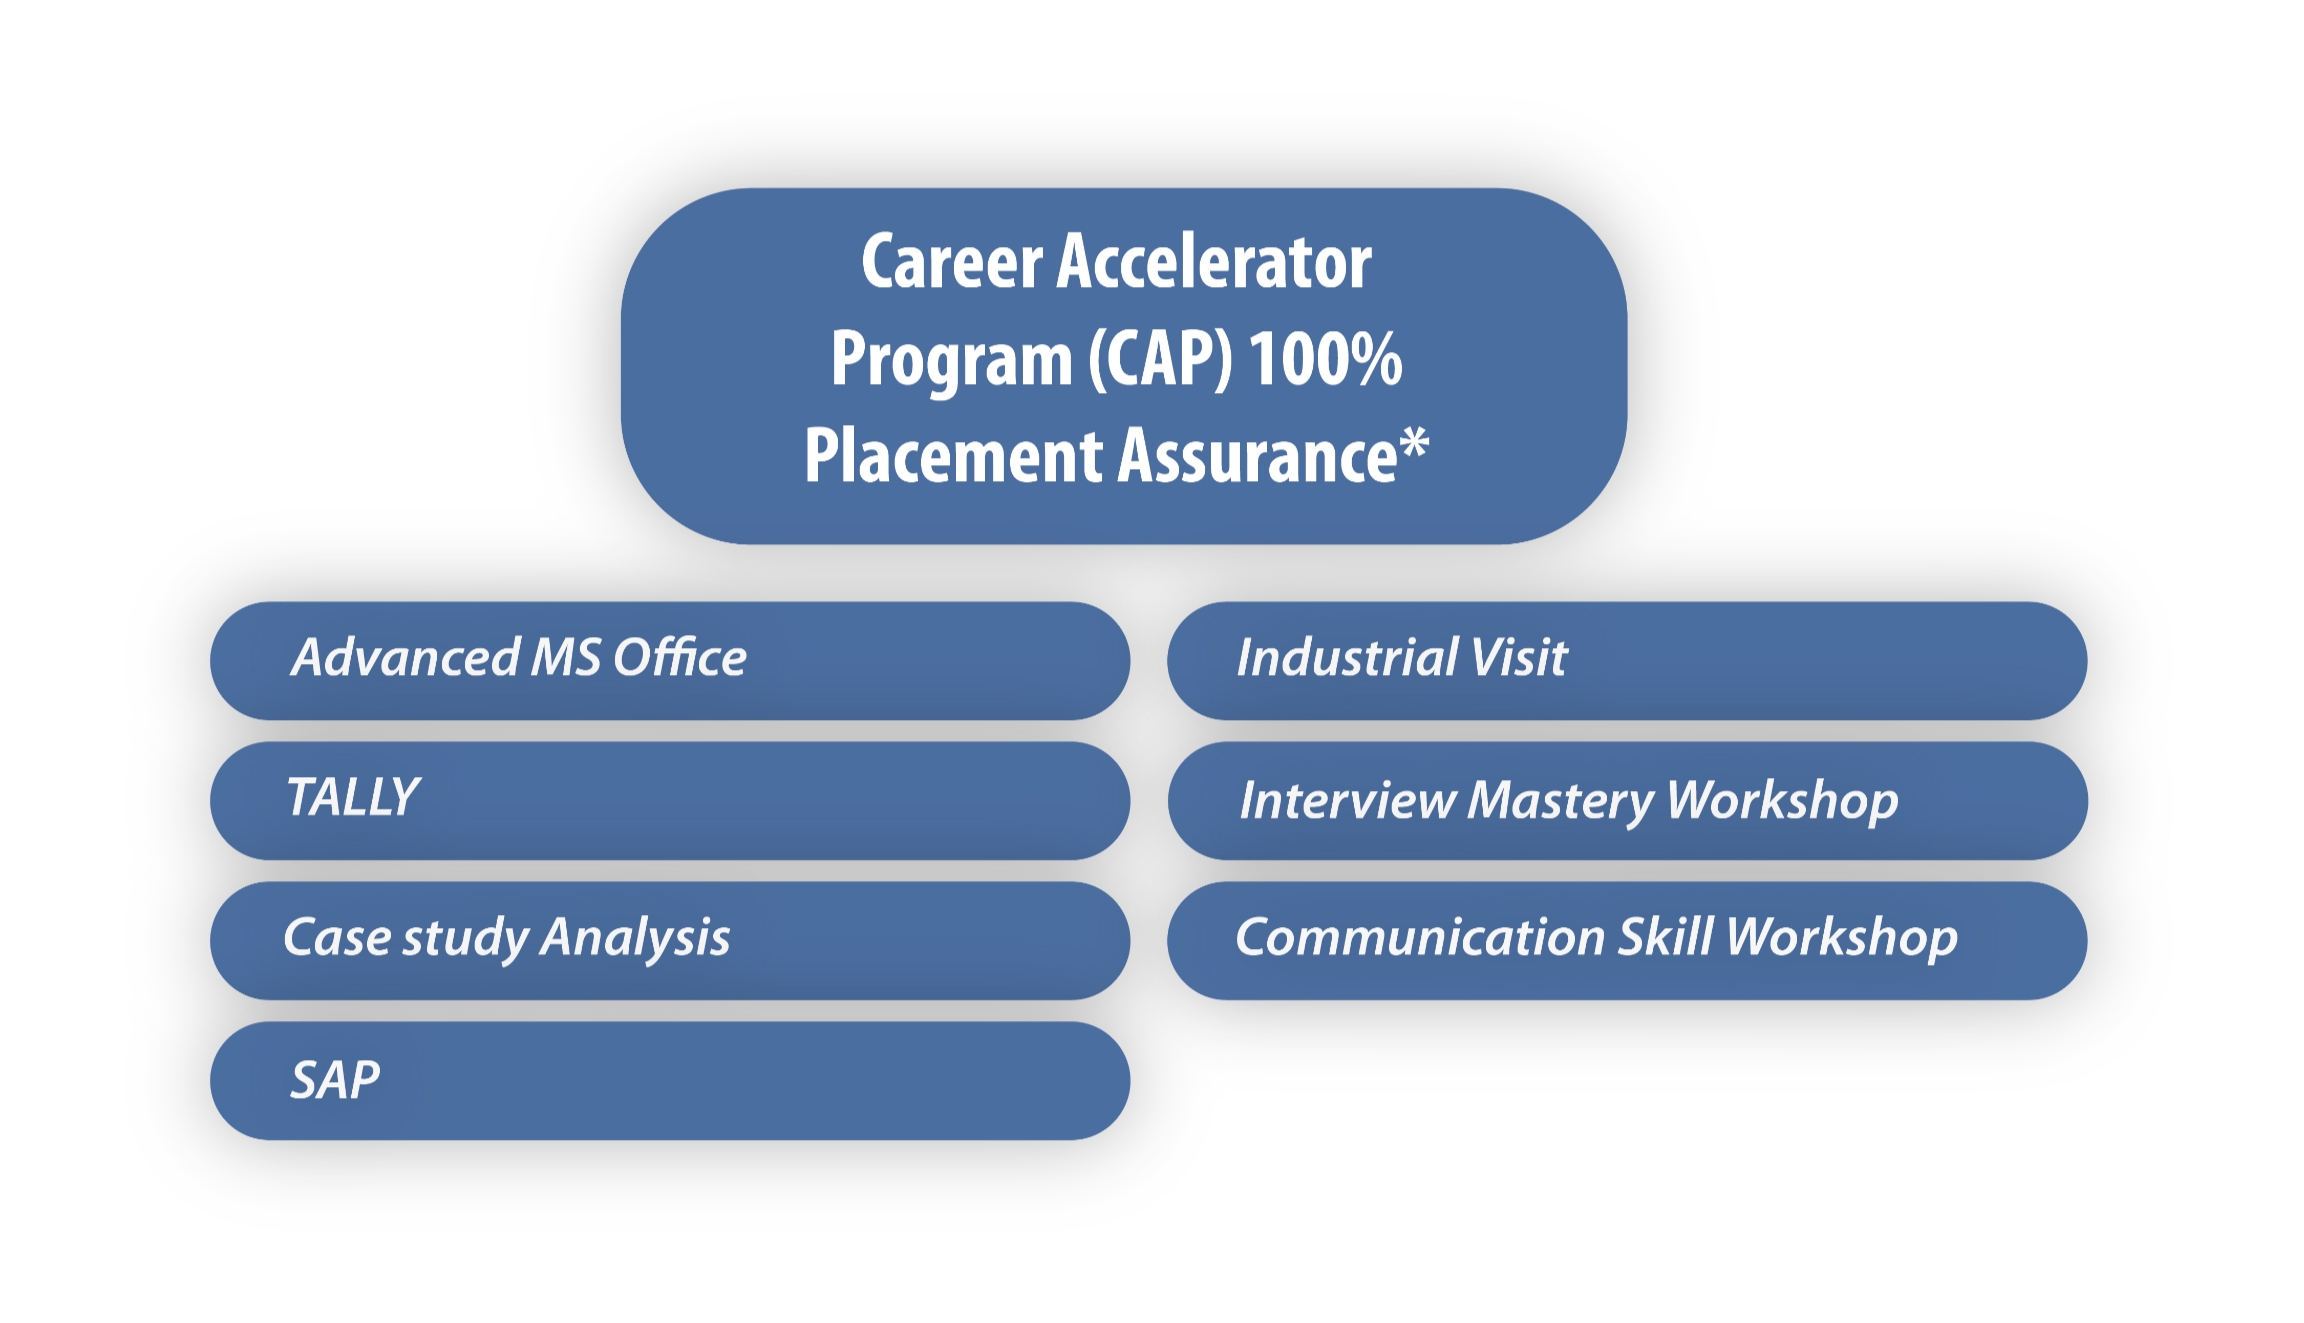 Career Accelerator
Program (CAP) 100%
Placement Assurance*
Advanced MS Office
TALLY
Case study Analysis
SAP
Industrial Visit
Interview Mastery Workshop
Communication Skill Workshop